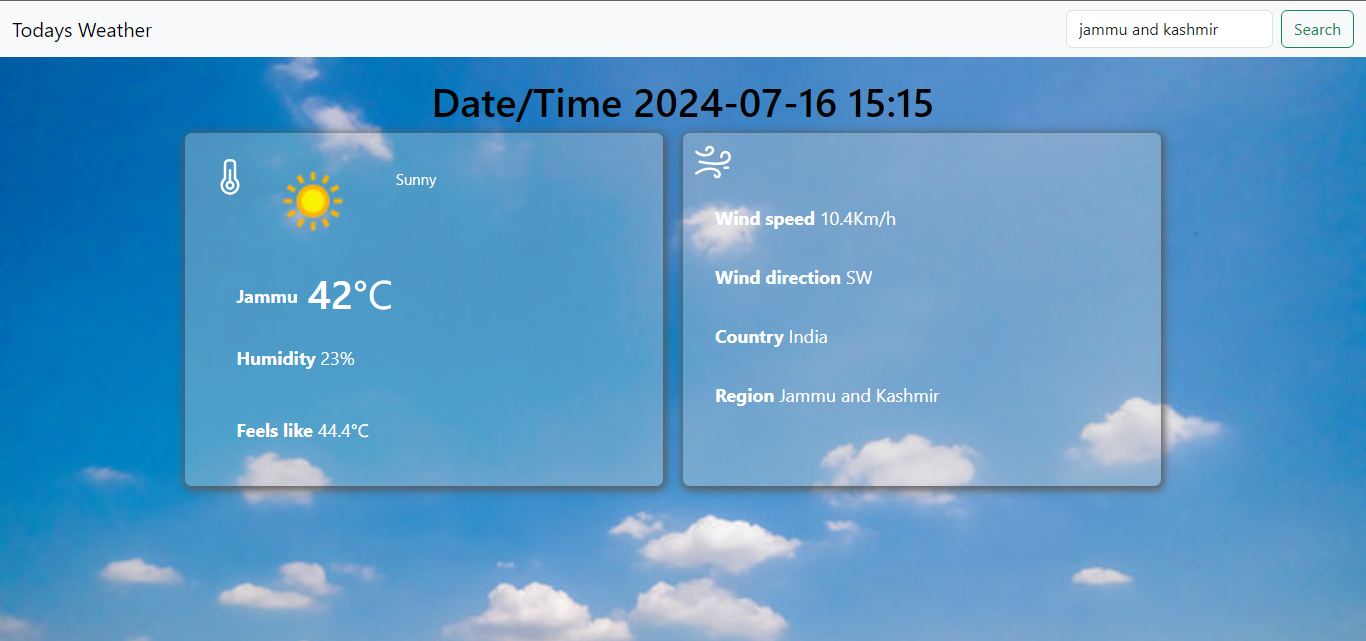 Todays Weather
jammu and kashmir
Search
Date/Time 2024-07-16 15:15
Sunny
Jammu 42°C
Humidity 23%
Feels like 44.4°C
Wind speed 10.4Km/h
Wind direction SW
Country India
Region Jammu and Kashmir